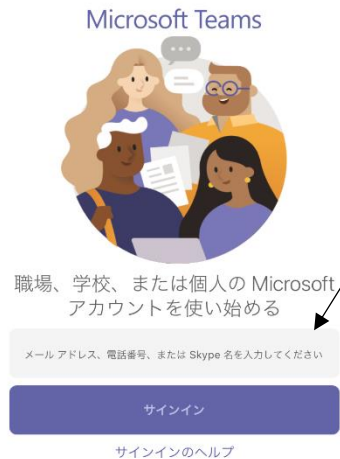 Microsoft Teams
職場、学校、または個人の Microsoft
アカウントを使い始める
メール アドレス、電話番号、または Skype 名を入力してください
サインイン
サインインのヘルプ